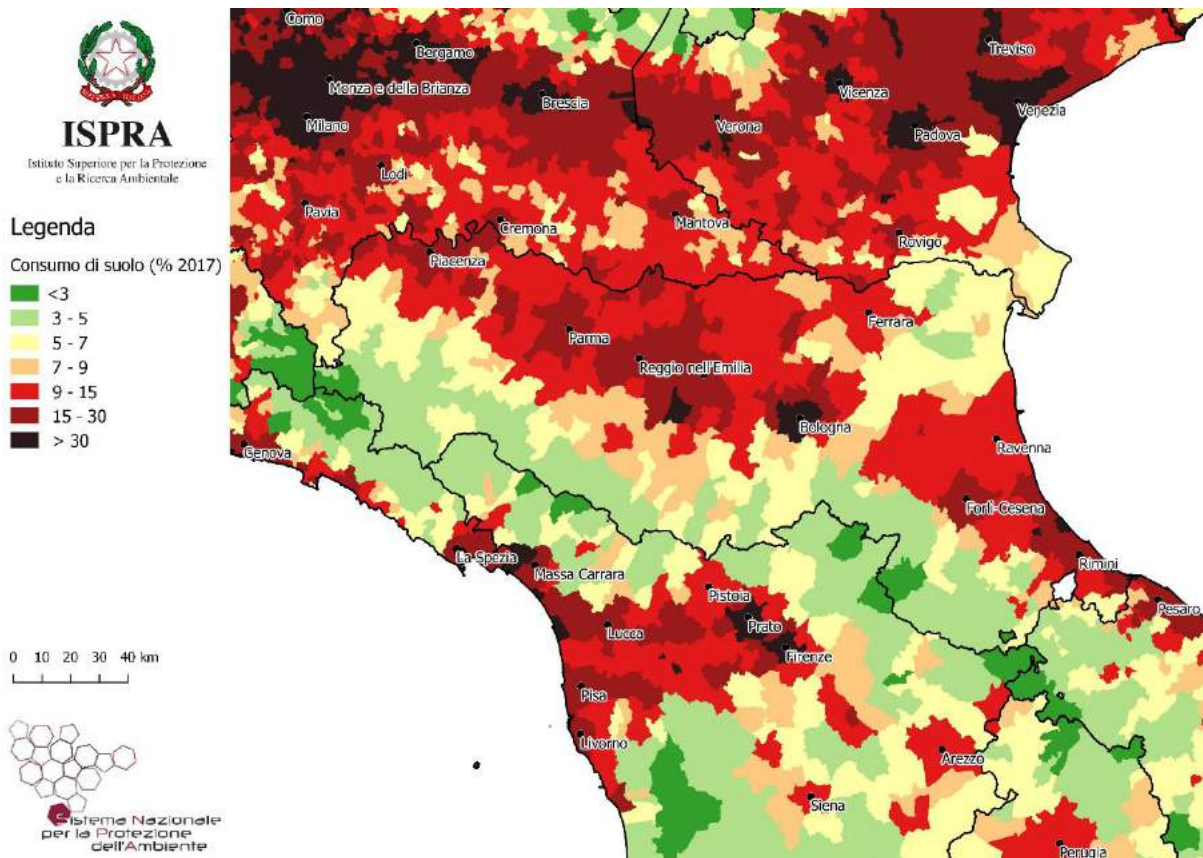 ISPRA
Istituto Superiore per la Protezione
e la Ricerca Ambientale
Legenda
Consumo di suolo (% 2017)
<3
3 - 5
5 - 7
7 - 9
9 - 15
15 - 30
> 30
0 10 20 30 40 km
Sistema Nazionale
per la Protezione
dell'Ambiente
Como
Bergamo
Treviso
Monza e della Brianza
Brescia
Vicenza
Venezia
Milano
Verona
Padova
Lodi
Pavia
Cremona
Mantova
Rovigo
Piacenza
Ferrara
Parma
Reggio nell'Emilia
Bologna
Ravenna
Genova
Forlì-Cesena
La Spezia
Massa Carrara
Rimini
Pistoia
Pesaro
Prato
Lucca
Firenze
Pisa
Livorno
Arezzo
Siena
Perugia